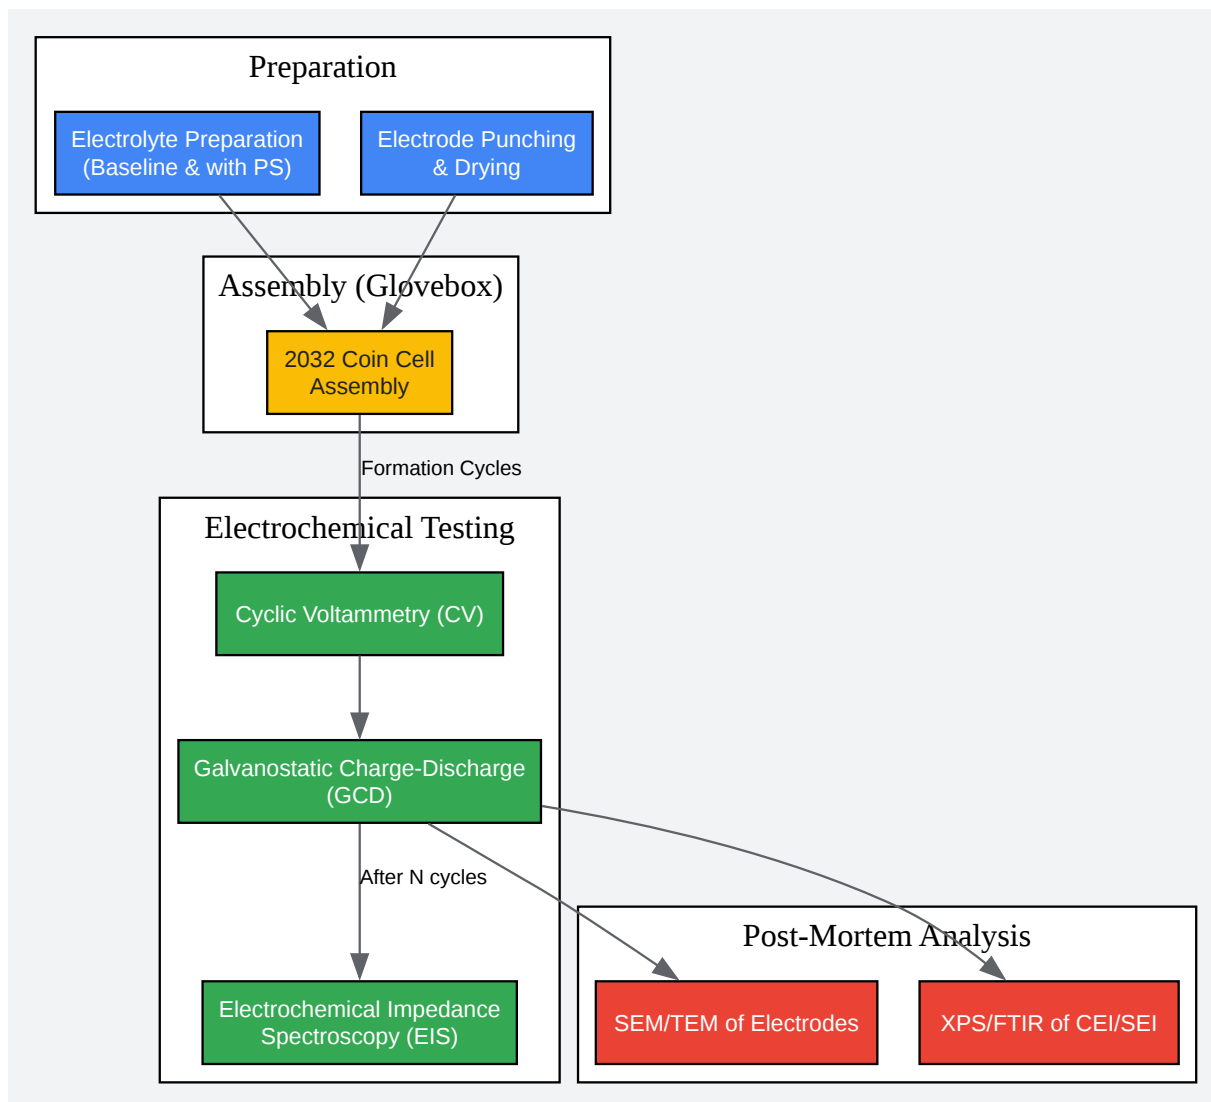 Preparation
Electrolyte Preparation
(Baseline & with PS)
Electrode Punching
& Drying
Assembly (Glovebox)
2032 Coin Cell
Assembly
Formation Cycles
Electrochemical Testing
Cyclic Voltammetry (CV)
Galvanostatic Charge-Discharge
(GCD)
After N cycles
Electrochemical Impedance
Spectroscopy (EIS)
Post-Mortem Analysis
SEM/TEM of Electrodes
XPS/FTIR of CEI/SEI